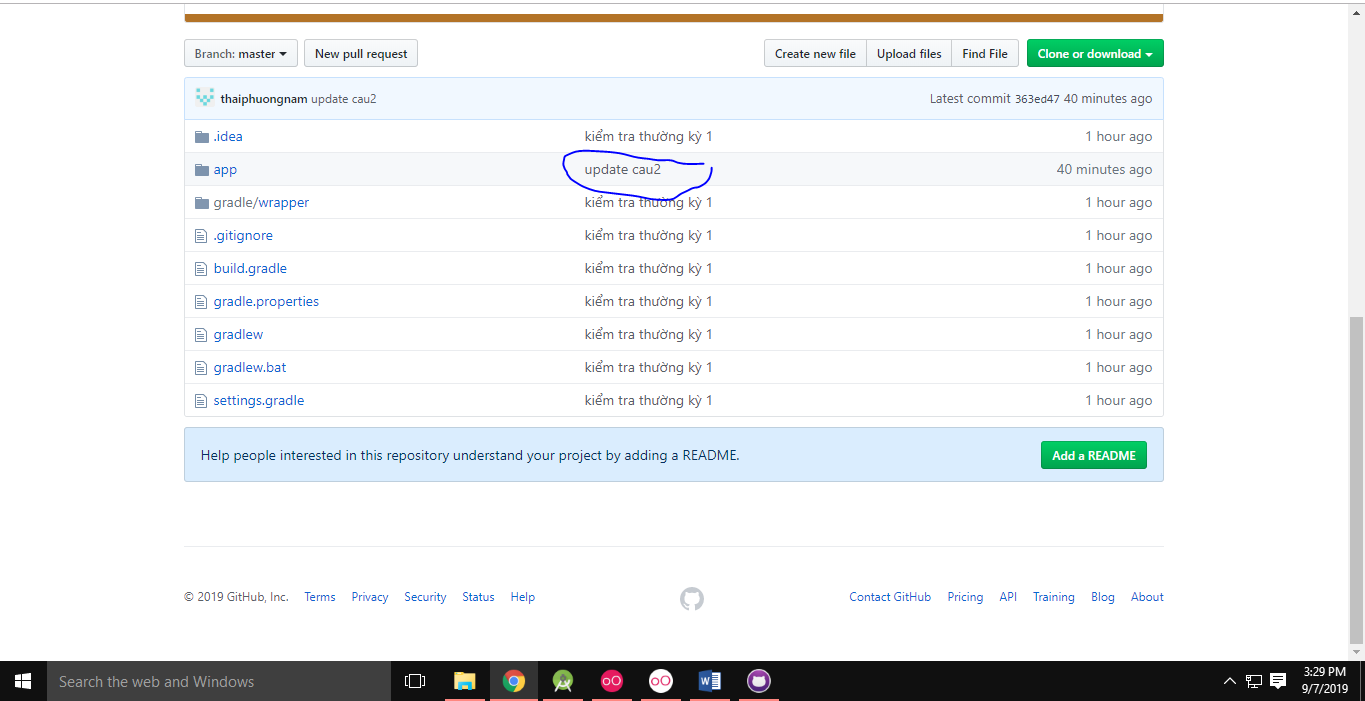 Branch: master New pull request Create new file Upload files Find File Clone or download
thaiphuongnam update cau2 Latest commit 363ed47 40 minutes ago
.idea kiểm tra thường kỳ 1 1 hour ago
app update cau2 40 minutes ago
gradle/wrapper kiểm tra thường kỳ 1 1 hour ago
.gitignore kiểm tra thường kỳ 1 1 hour ago
build.gradle kiểm tra thường kỳ 1 1 hour ago
gradle.properties kiểm tra thường kỳ 1 1 hour ago
gradlew kiểm tra thường kỳ 1 1 hour ago
gradlew.bat kiểm tra thường kỳ 1 1 hour ago
settings.gradle kiểm tra thường kỳ 1 1 hour ago
Help people interested in this repository understand your project by adding a README. Add a README
© 2019 GitHub, Inc. Terms Privacy Security Status Help Contact GitHub Pricing API Training Blog About
Search the web and Windows 3:29 PM
9/7/2019